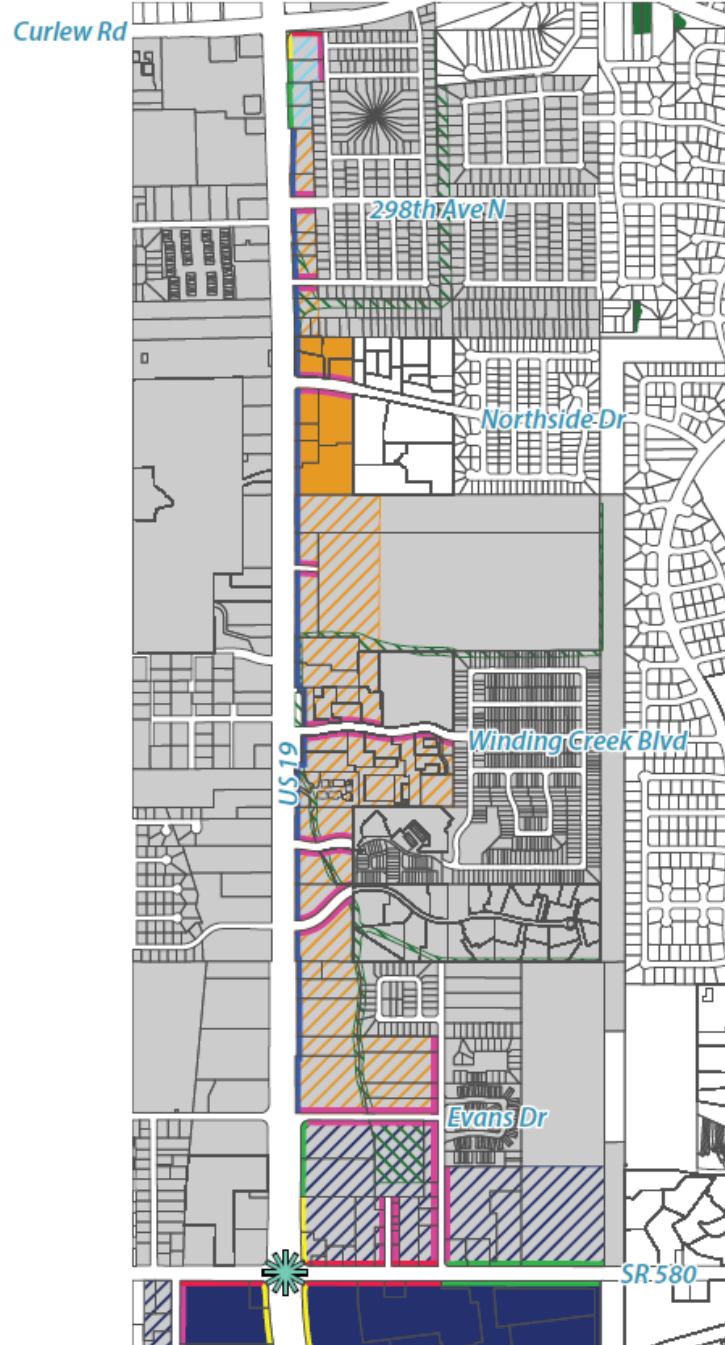 Curlew Rd
298th Ave N
Northside Dr
Winding Creek Blvd
US 19
Evans Dr
SR 580